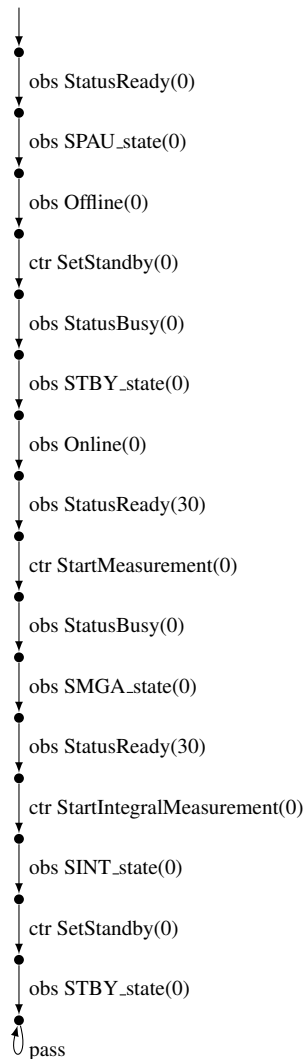 obs StatusReady(0)
obs SPAU_state(0)
obs Offline(0)
ctr SetStandby(0)
obs StatusBusy(0)
obs STBY_state(0)
obs Online(0)
obs StatusReady(30)
ctr StartMeasurement(0)
obs StatusBusy(0)
obs SMGA_state(0)
obs StatusReady(30)
ctr StartIntegralMeasurement(0)
obs SINT_state(0)
ctr SetStandby(0)
obs STBY_state(0)
pass